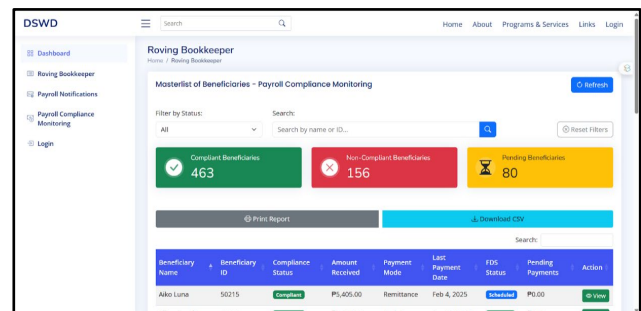 DSWD
Search
Home About Programs & Services Links Login
Dashboard
Roving Bookkeeper
Payroll Notifications
Payroll Compliance
Monitoring
Login
Roving Bookkeeper
Home / Roving Bookkeeper
Masterlist of Beneficiaries - Payroll Compliance Monitoring
Refresh
Filter by Status:
Search:
All
Search by name or ID...
Reset Filters
Compliant Beneficiaries
463
Non-Compliant Beneficiaries
156
Pending Beneficiaries
80
Print Report
Download CSV
Search:
Beneficiary Name
Beneficiary ID
Compliance Status
Amount Received
Payment Mode
Last Payment Date
FDS Status
Pending Payments
Action
Aiko Luna 50215 Compliant ₱5,405.00 Remittance Feb 4, 2025 Scheduled ₱0.00 View